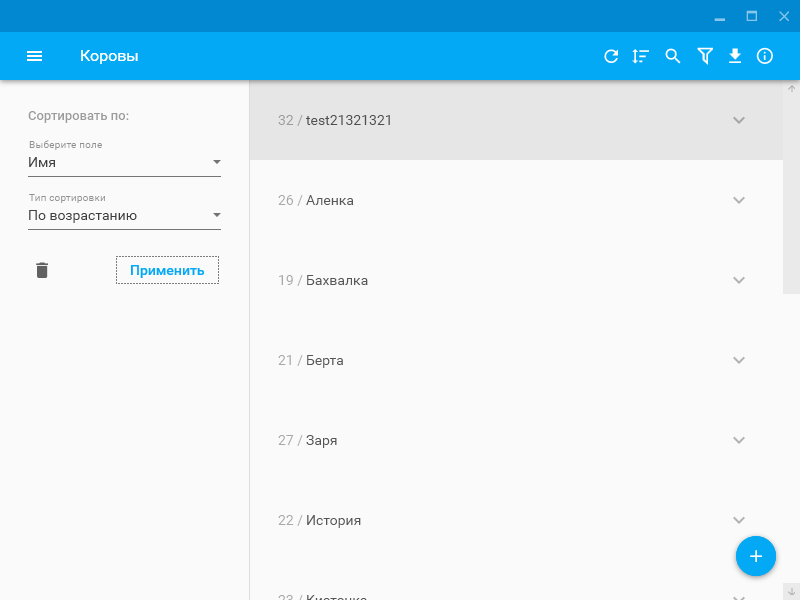 Коровы
Сортировать по:
Выберите поле
Имя
Тип сортировки
По возрастанию
Применить
32 / test21321321
26 / Аленка
19 / Бахвалка
21 / Берта
27 / Заря
22 / История